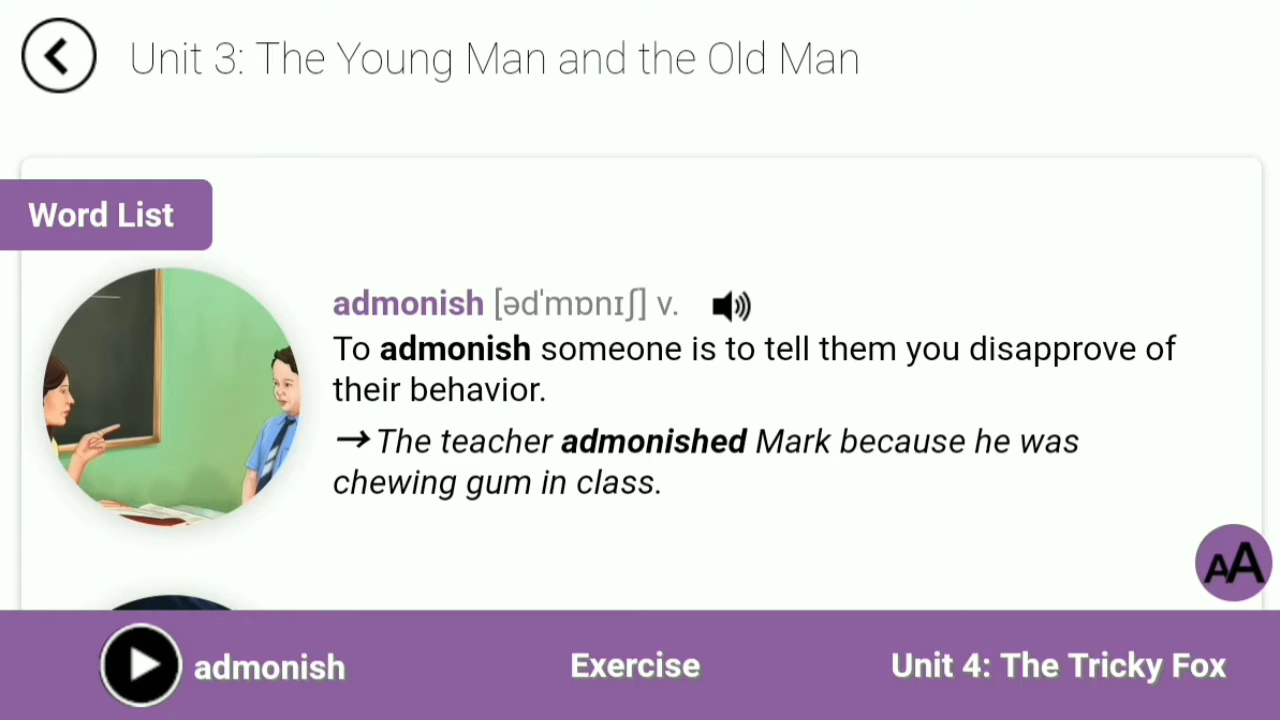 Unit 3: The Young Man and the Old Man
Word List
admonish [ədˈmɒnɪʃ] v.
To admonish someone is to tell them you disapprove of
their behavior.
→ The teacher admonished Mark because he was
chewing gum in class.
AA
admonish
Exercise
Unit 4: The Tricky Fox